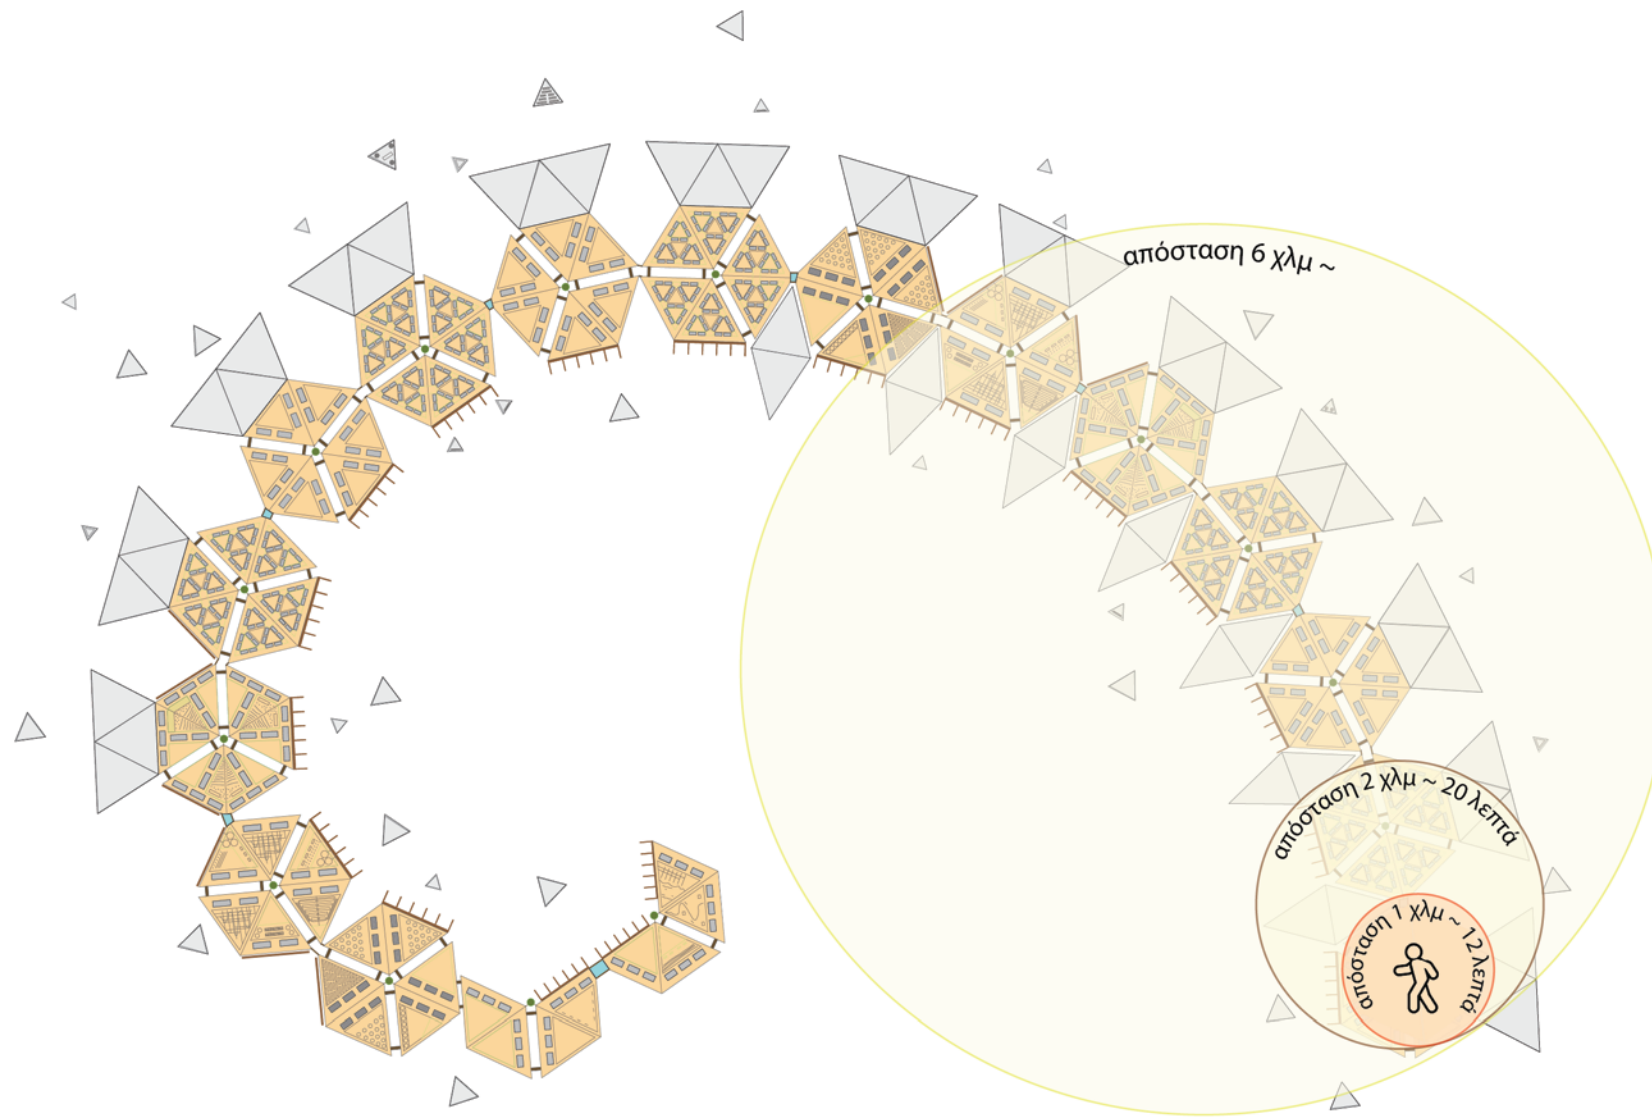 απόσταση 6 χλμ ~
απόσταση 2 χλμ ~ 20 λεπτά
απόσταση 1 χλμ ~ 12 λεπτά